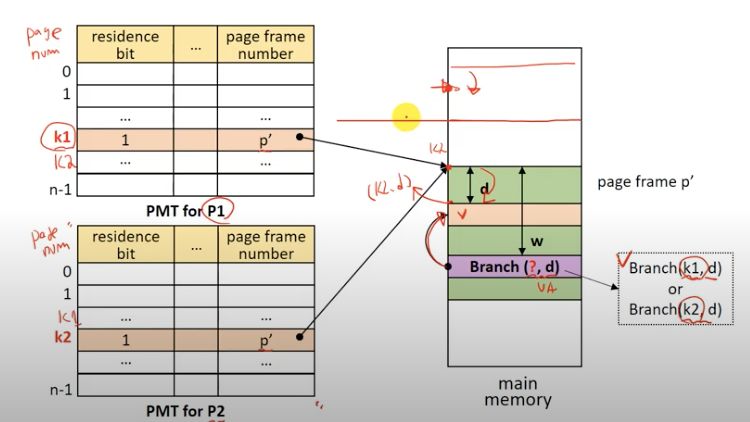 page num
residence bit
...
page frame number
0
1
... ...
k1 1 p'
k2 ... ...
n-1
PMT for P1
page num
residence bit
...
page frame number
0
1
k1 ... ...
k2 1 p'
... ...
n-1
PMT for P2
k2
(k2, d)
d
v
w
Branch (?, d)
VA
main memory
page frame p'
Branch(k1, d)
or
Branch(k2, d)